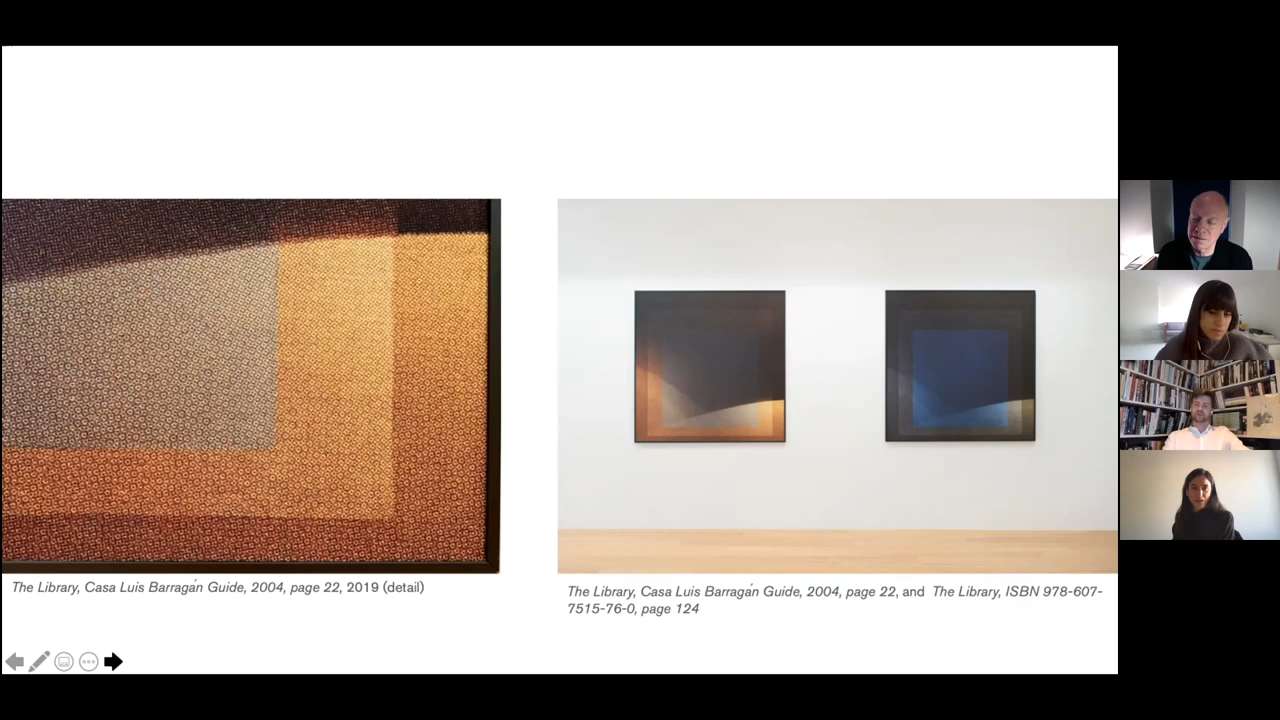 The Library, Casa Luis Barragán Guide, 2004, page 22, 2019 (detail)
The Library, Casa Luis Barragán Guide, 2004, page 22, and The Library, ISBN 978-607-
7515-76-0, page 124